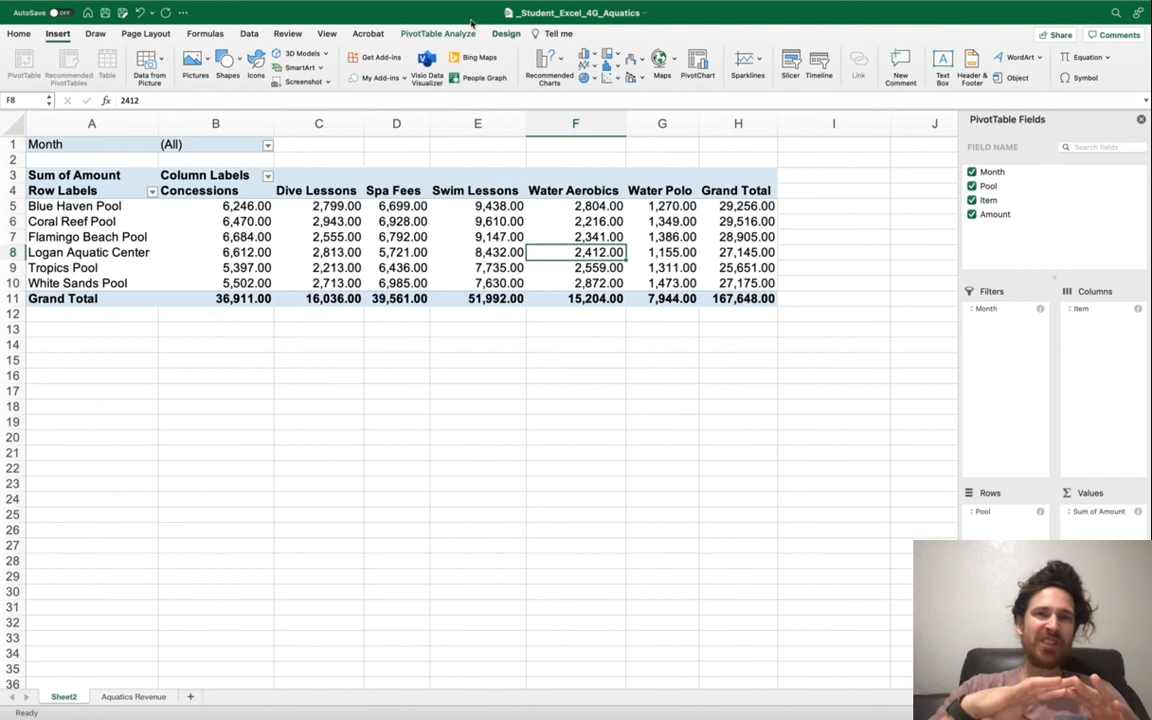 AutoSave OFF _Student_Excel_4G_Aquatics
Home Insert Draw Page Layout Formulas Data Review View Acrobat PivotTable Analyze Design Tell me Share Comments
PivotTable Recommended PivotTables Table Data from Picture Pictures Shapes Icons 3D Models SmartArt Screenshot Get Add-ins My Add-ins Visio Data Visualizer Bing Maps People Graph Recommended Charts Maps PivotChart Sparklines Slicer Timeline Link New Comment Text Box Header & Footer WordArt Object Equation Symbol
F8 fx 2412
A B C D E F G H I J
1 Month (All)
2
3 Sum of Amount Column Labels
4 Row Labels Concessions Dive Lessons Spa Fees Swim Lessons Water Aerobics Water Polo Grand Total
5 Blue Haven Pool 6,246.00 2,799.00 6,699.00 9,438.00 2,804.00 1,270.00 29,256.00
6 Coral Reef Pool 6,470.00 2,943.00 6,928.00 9,610.00 2,216.00 1,349.00 29,516.00
7 Flamingo Beach Pool 6,684.00 2,555.00 6,792.00 9,147.00 2,341.00 1,386.00 28,905.00
8 Logan Aquatic Center 6,612.00 2,813.00 5,721.00 8,432.00 2,412.00 1,155.00 27,145.00
9 Tropics Pool 5,397.00 2,213.00 6,436.00 7,735.00 2,559.00 1,311.00 25,651.00
10 White Sands Pool 5,502.00 2,713.00 6,985.00 7,630.00 2,872.00 1,473.00 27,175.00
11 Grand Total 36,911.00 16,036.00 39,561.00 51,992.00 15,204.00 7,944.00 167,648.00
12
13
14
15
16
17
18
19
20
21
22
23
24
25
26
27
28
29
30
31
32
33
34
35
36
PivotTable Fields
FIELD NAME Search fields
Month
Pool
Item
Amount
Filters Columns
Month Item
Rows Values
Pool Sum of Amount
Sheet2 Aquatics Revenue
Ready